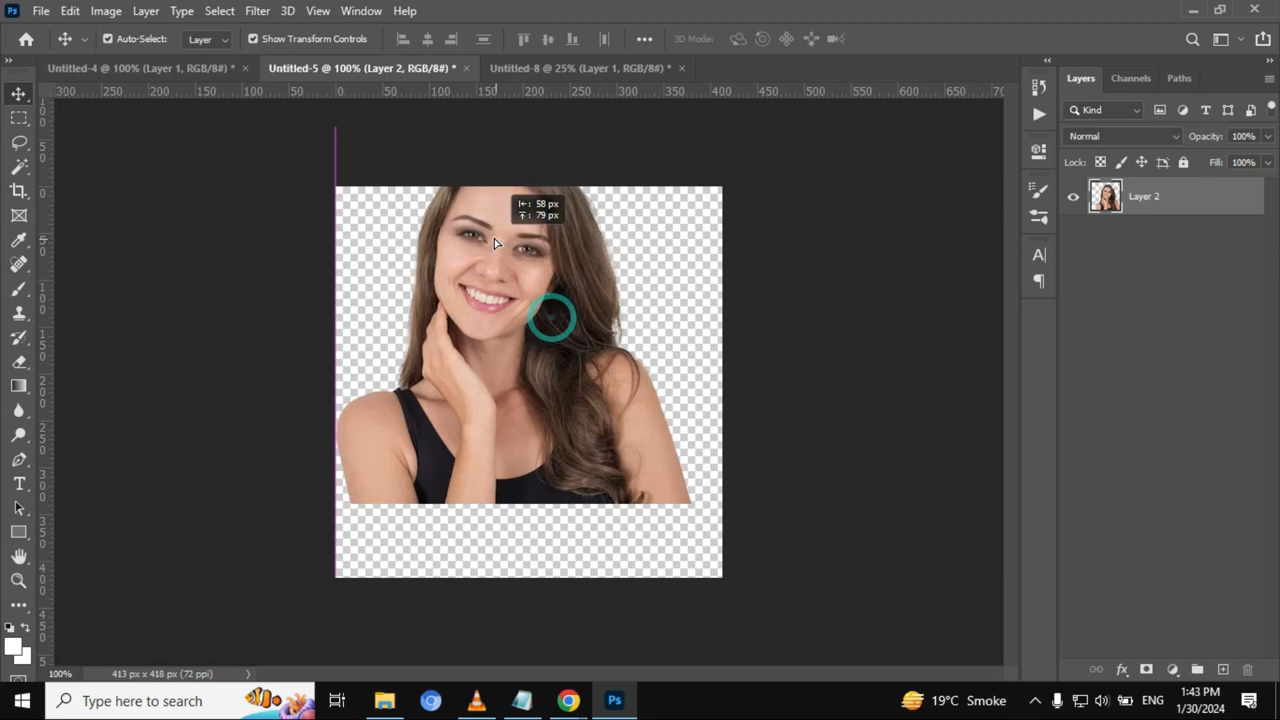 Ps File Edit Image Layer Type Select Filter 3D View Window Help
Auto-Select: Layer Show Transform Controls 3D Mode:
Untitled-4 @ 100% (Layer 1, RGB/8#) * Untitled-5 @ 100% (Layer 2, RGB/8#) * Untitled-8 @ 25% (Layer 1, RGB/8#) *
Layers Channels Paths
300 250 200 150 100 50 0 50 100 150 200 250 300 350 400 450 500 550 600 650 70
Kind
Normal Opacity: 100%
Lock: Fill: 100%
Layer 2
58 px
79 px
100% 413 px x 418 px (72 ppi)
Type here to search
Ps
19°C Smoke
ENG
1:43 PM
1/30/2024